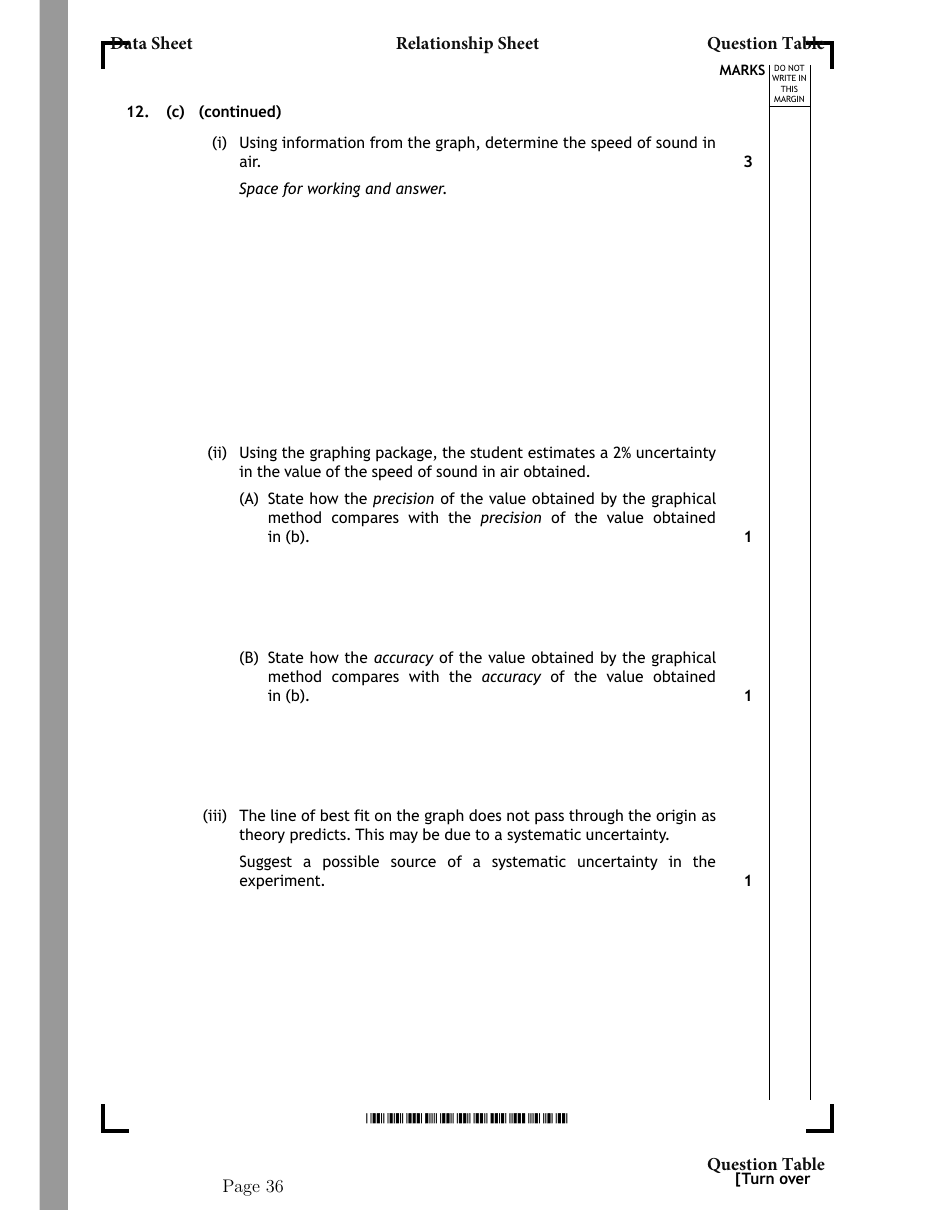 Data Sheet Relationship Sheet Question Table
MARKS
DO NOT
WRITE IN
THIS
MARGIN
12. (c) (continued)
(i) Using information from the graph, determine the speed of sound in
air. 3
Space for working and answer.
(ii) Using the graphing package, the student estimates a 2% uncertainty
in the value of the speed of sound in air obtained.
(A) State how the precision of the value obtained by the graphical
method compares with the precision of the value obtained
in (b). 1
(B) State how the accuracy of the value obtained by the graphical
method compares with the accuracy of the value obtained
in (b). 1
(iii) The line of best fit on the graph does not pass through the origin as
theory predicts. This may be due to a systematic uncertainty.
Suggest a possible source of a systematic uncertainty in the
experiment. 1
Question Table
[Turn over
Page 36